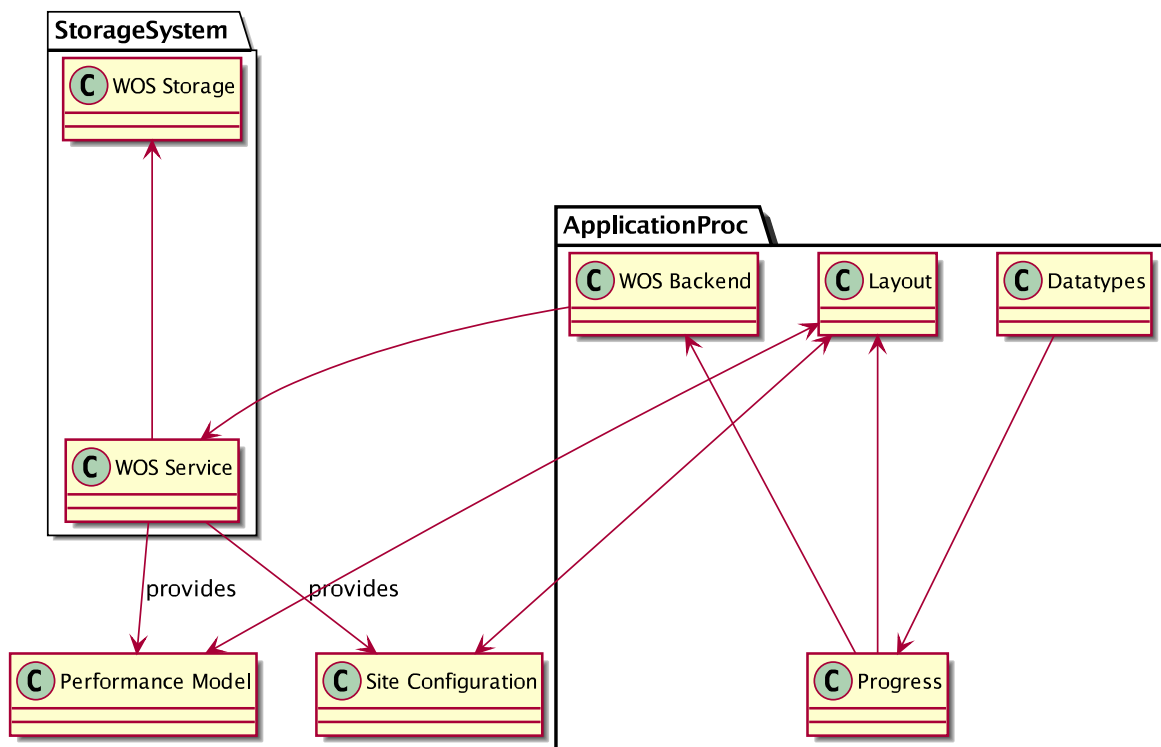 StorageSystem
C WOS Storage
ApplicationProc
C WOS Backend
C Layout
C Datatypes
C WOS Service
provides
provides
C Performance Model
C Site Configuration
C Progress